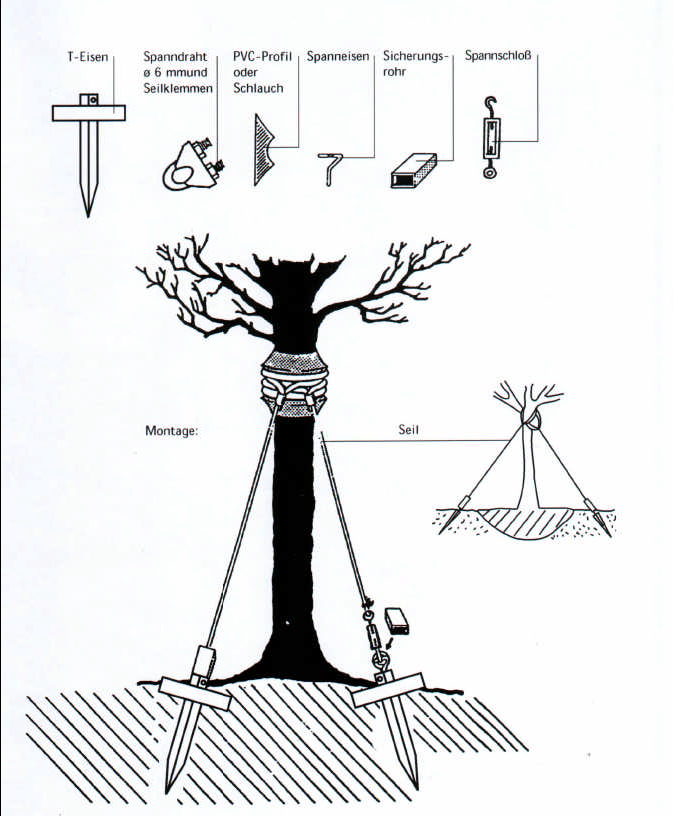 T-Eisen
Spanndraht
ø 6 mmund
Seilklemmen
PVC-Profil
oder
Schlauch
Spanneisen
Sicherungs-
rohr
Spannschloß
Montage:
Seil